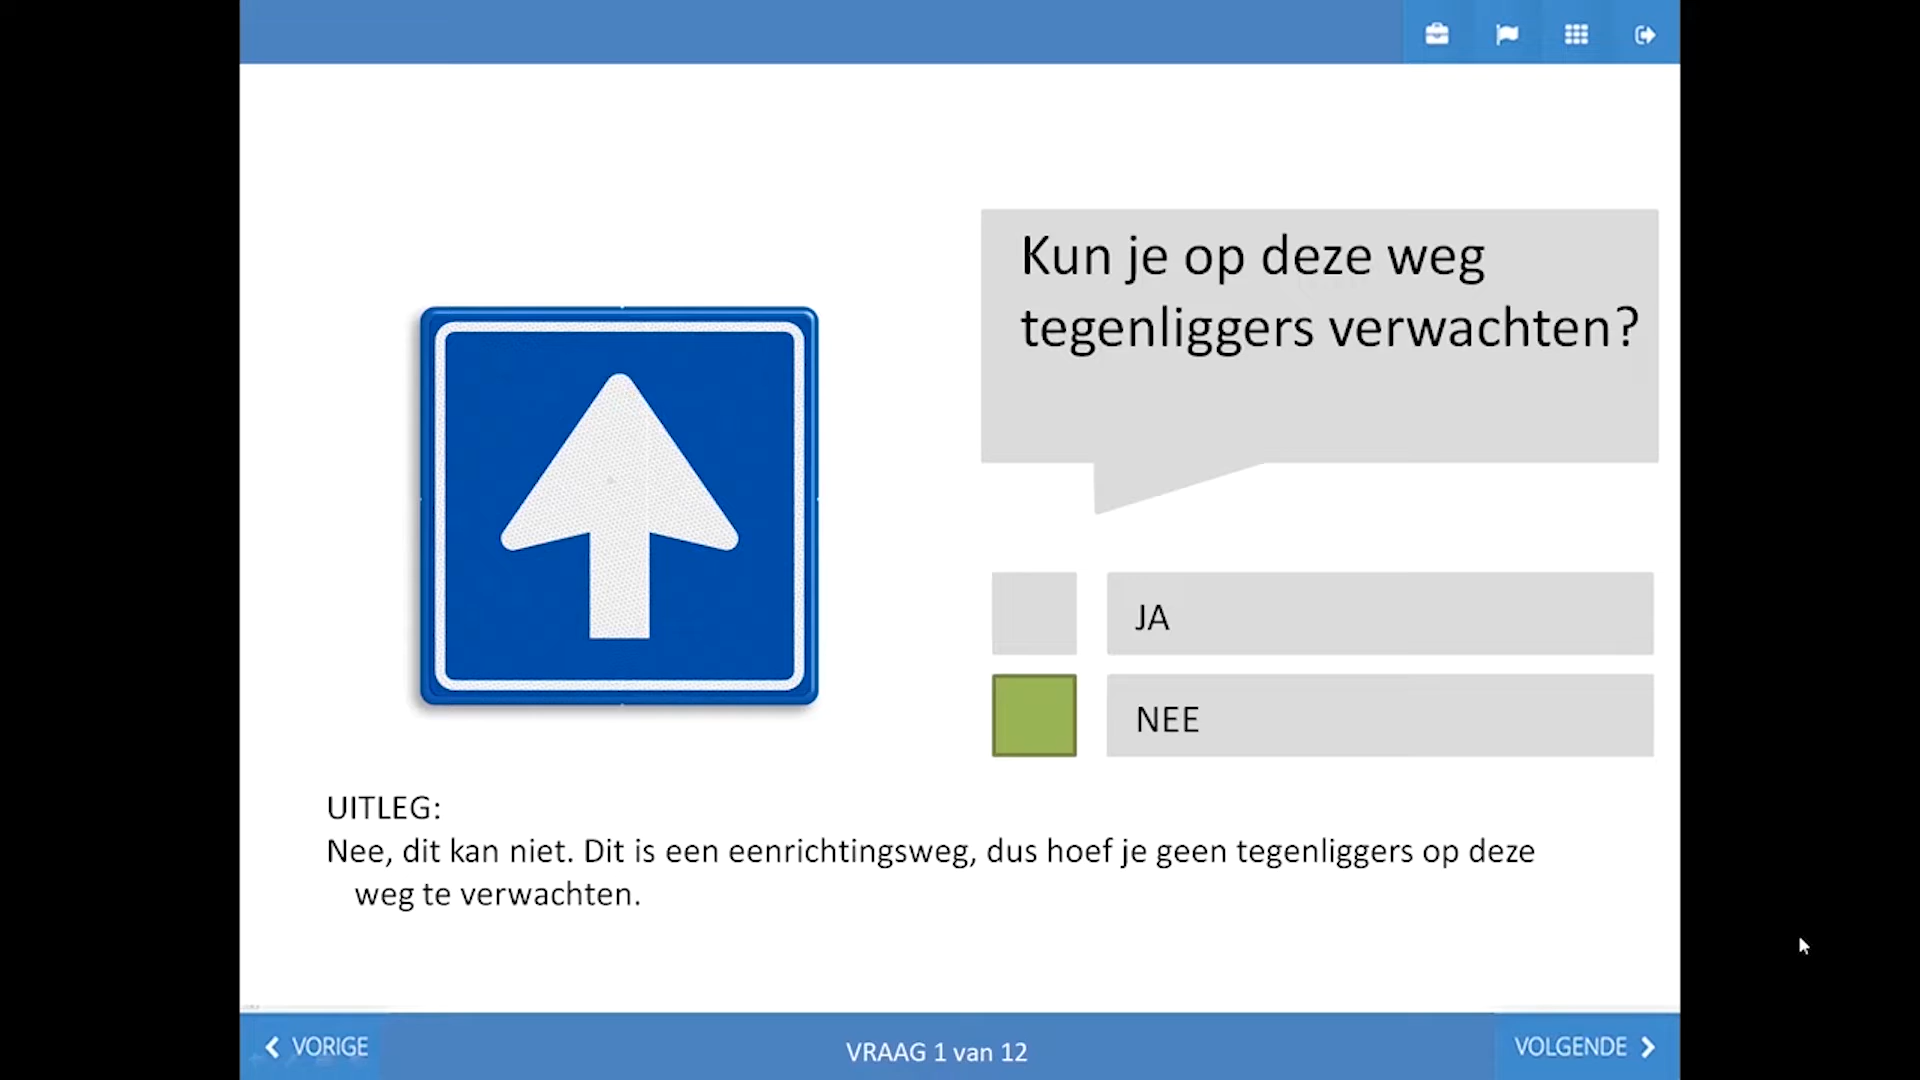 Kun je op deze weg
tegenliggers verwachten?
JA
NEE
UITLEG:
Nee, dit kan niet. Dit is een eenrichtingsweg, dus hoef je geen tegenliggers op deze
weg te verwachten.
VORIGE
VRAAG 1 van 12
VOLGENDE